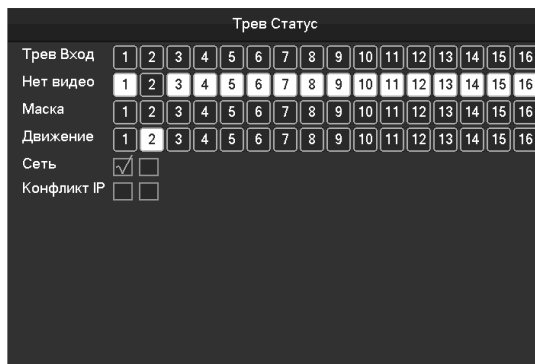 Трев Статус
Трев Вход 1 2 3 4 5 6 7 8 9 10 11 12 13 14 15 16
Нет видео 1 2 3 4 5 6 7 8 9 10 11 12 13 14 15 16
Маска 1 2 3 4 5 6 7 8 9 10 11 12 13 14 15 16
Движение 1 2 3 4 5 6 7 8 9 10 11 12 13 14 15 16
Сеть
Конфликт IP